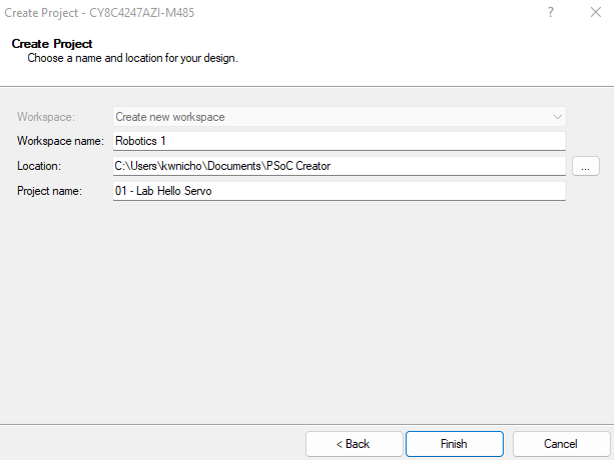 Create Project - CY8C4247AZI-M485
?
Create Project
Choose a name and location for your design.
Workspace: Create new workspace
Workspace name: Robotics 1
Location: C:\Users\kwnicho\Documents\PSoC Creator ...
Project name: 01 - Lab Hello Servo
< Back Finish Cancel